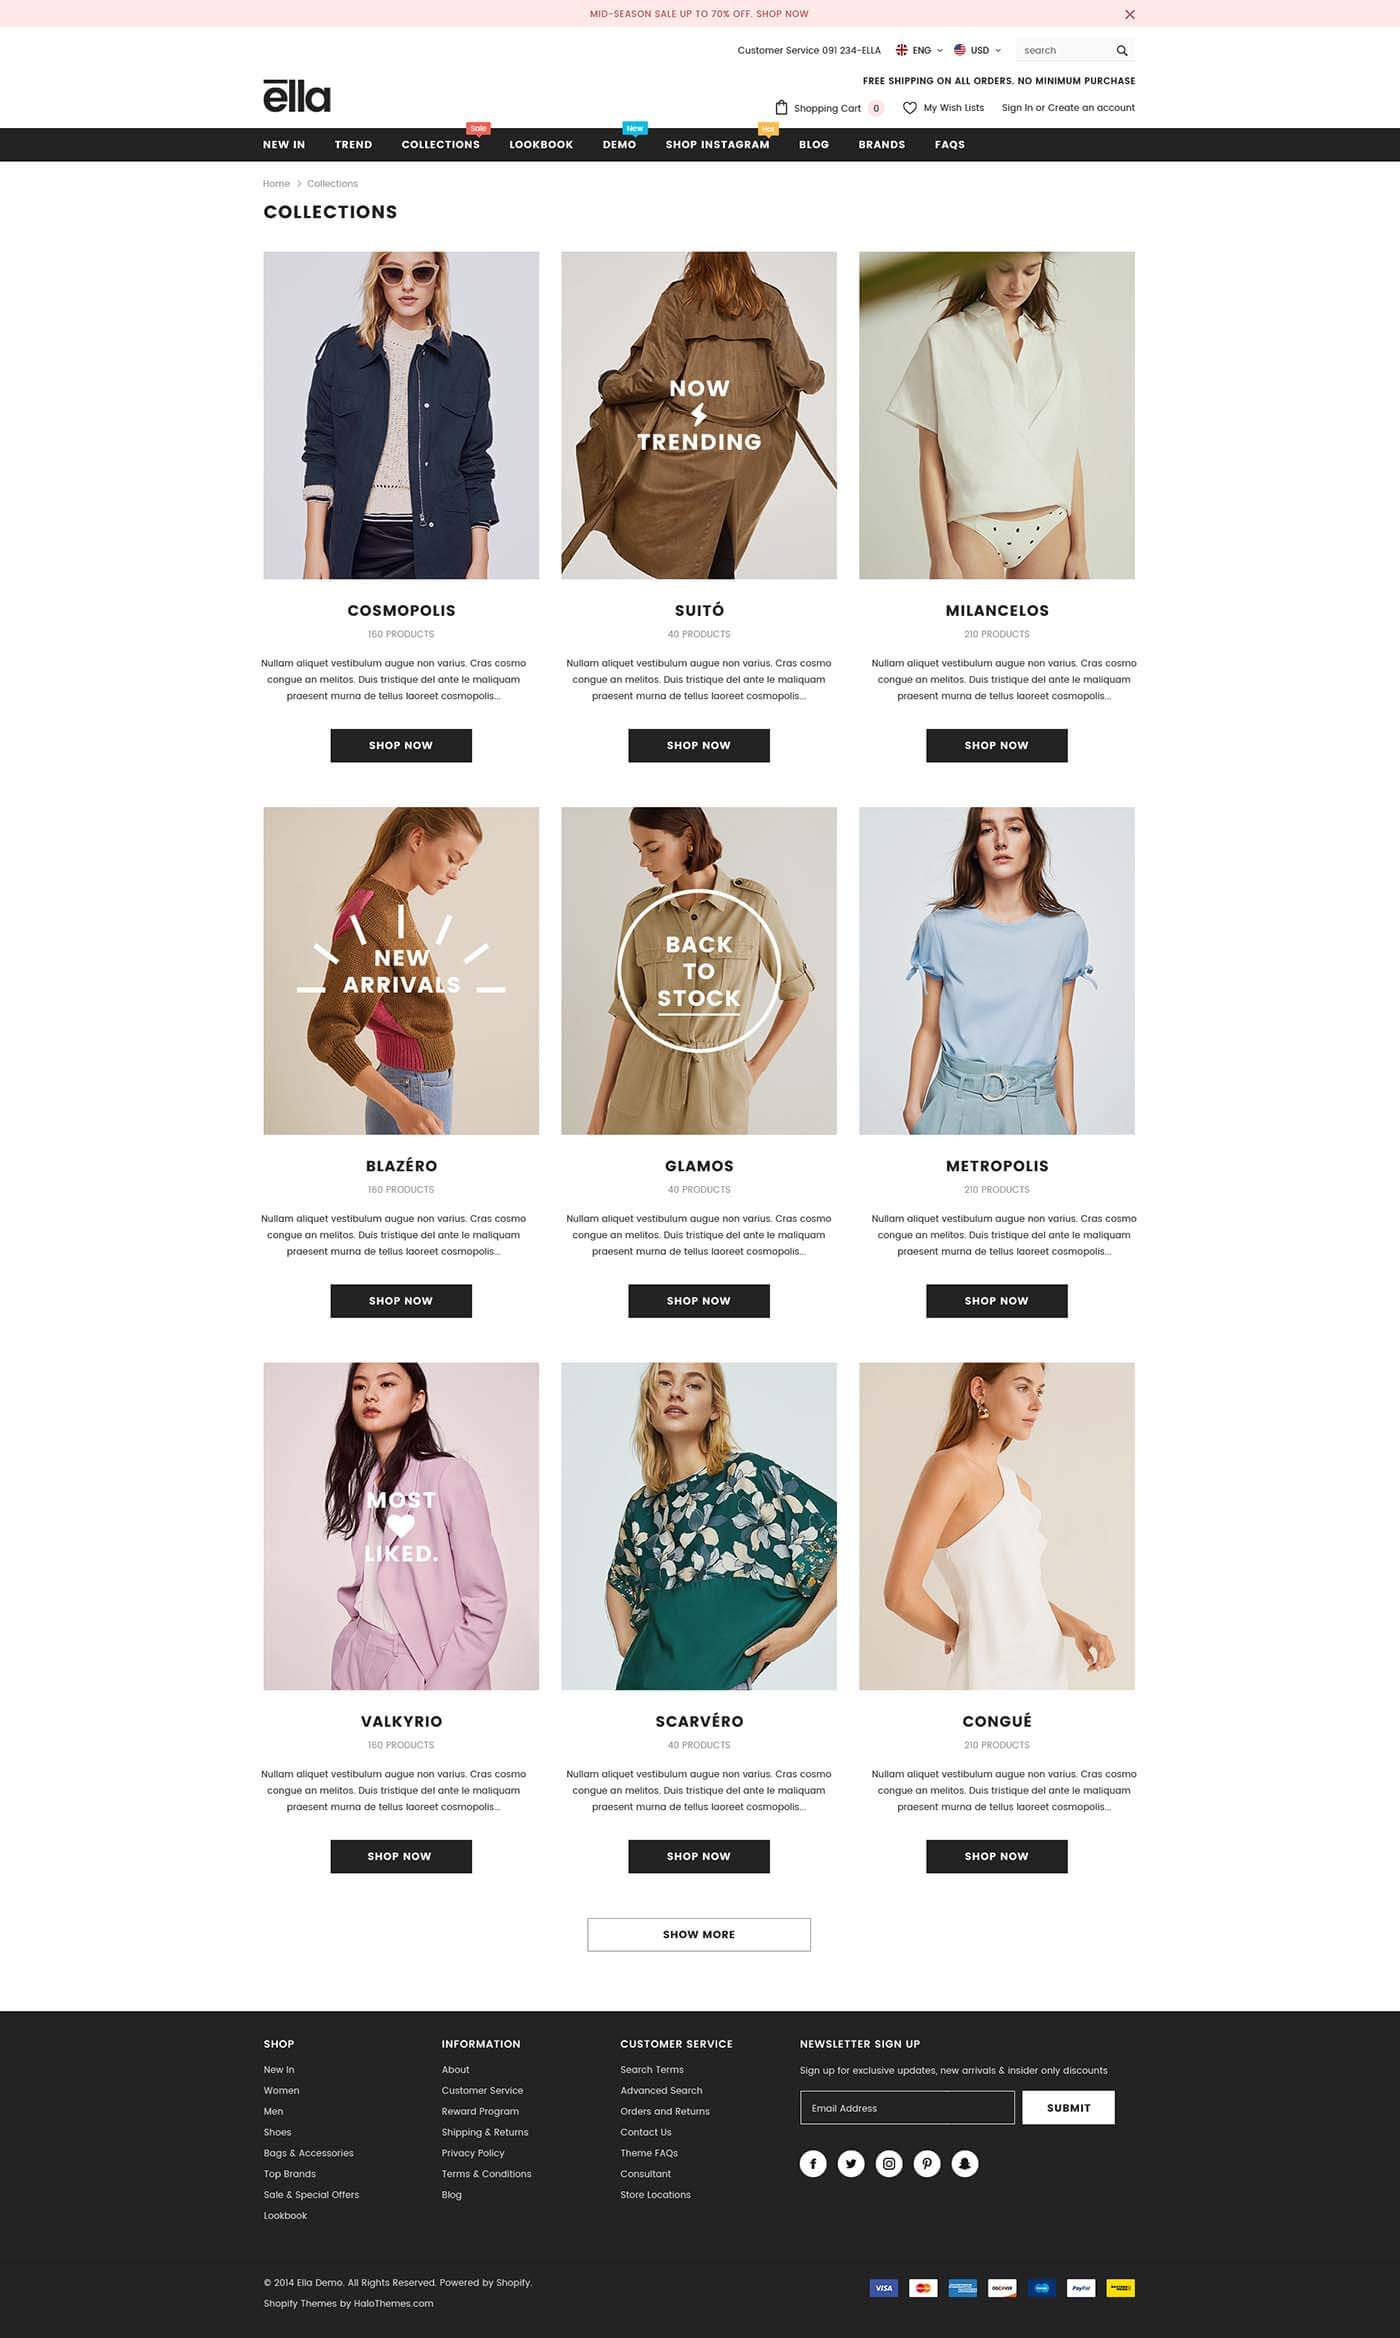 MID-SEASON SALE UP TO 70% OFF. SHOP NOW
Customer Service 091 234-ELLA ENG USD search
FREE SHIPPING ON ALL ORDERS. NO MINIMUM PURCHASE
ella
Shopping Cart 0 My Wish Lists Sign In or Create an account
Sale New Hot
NEW IN TREND COLLECTIONS LOOKBOOK DEMO SHOP INSTAGRAM BLOG BRANDS FAQS
Home > Collections
COLLECTIONS
NOW
TRENDING
COSMOPOLIS
160 PRODUCTS
Nullam aliquet vestibulum augue non varius. Cras cosmo
congue an melitos. Duis tristique del ante le maliquam
praesent murna de tellus laoreet cosmopolis...
SHOP NOW
SUITÓ
40 PRODUCTS
Nullam aliquet vestibulum augue non varius. Cras cosmo
congue an melitos. Duis tristique del ante le maliquam
praesent murna de tellus laoreet cosmopolis...
SHOP NOW
MILANCELOS
210 PRODUCTS
Nullam aliquet vestibulum augue non varius. Cras cosmo
congue an melitos. Duis tristique del ante le maliquam
praesent murna de tellus laoreet cosmopolis...
SHOP NOW
NEW
ARRIVALS
BACK
TO
STOCK
BLAZÉRO
160 PRODUCTS
Nullam aliquet vestibulum augue non varius. Cras cosmo
congue an melitos. Duis tristique del ante le maliquam
praesent murna de tellus laoreet cosmopolis...
SHOP NOW
GLAMOS
40 PRODUCTS
Nullam aliquet vestibulum augue non varius. Cras cosmo
congue an melitos. Duis tristique del ante le maliquam
praesent murna de tellus laoreet cosmopolis...
SHOP NOW
METROPOLIS
210 PRODUCTS
Nullam aliquet vestibulum augue non varius. Cras cosmo
congue an melitos. Duis tristique del ante le maliquam
praesent murna de tellus laoreet cosmopolis...
SHOP NOW
MOST
LIKED.
VALKYRIO
160 PRODUCTS
Nullam aliquet vestibulum augue non varius. Cras cosmo
congue an melitos. Duis tristique del ante le maliquam
praesent murna de tellus laoreet cosmopolis...
SHOP NOW
SCARVÉRO
40 PRODUCTS
Nullam aliquet vestibulum augue non varius. Cras cosmo
congue an melitos. Duis tristique del ante le maliquam
praesent murna de tellus laoreet cosmopolis...
SHOP NOW
CONGUÉ
210 PRODUCTS
Nullam aliquet vestibulum augue non varius. Cras cosmo
congue an melitos. Duis tristique del ante le maliquam
praesent murna de tellus laoreet cosmopolis...
SHOP NOW
SHOW MORE
SHOP
New In
Women
Men
Shoes
Bags & Accessories
Top Brands
Sale & Special Offers
Lookbook
INFORMATION
About
Customer Service
Reward Program
Shipping & Returns
Privacy Policy
Terms & Conditions
Blog
CUSTOMER SERVICE
Search Terms
Advanced Search
Orders and Returns
Contact Us
Theme FAQs
Consultant
Store Locations
NEWSLETTER SIGN UP
Sign up for exclusive updates, new arrivals & insider only discounts
Email Address SUBMIT
© 2014 Ella Demo. All Rights Reserved. Powered by Shopify.
Shopify Themes by HaloThemes.com
VISA DISCOVER PayPal